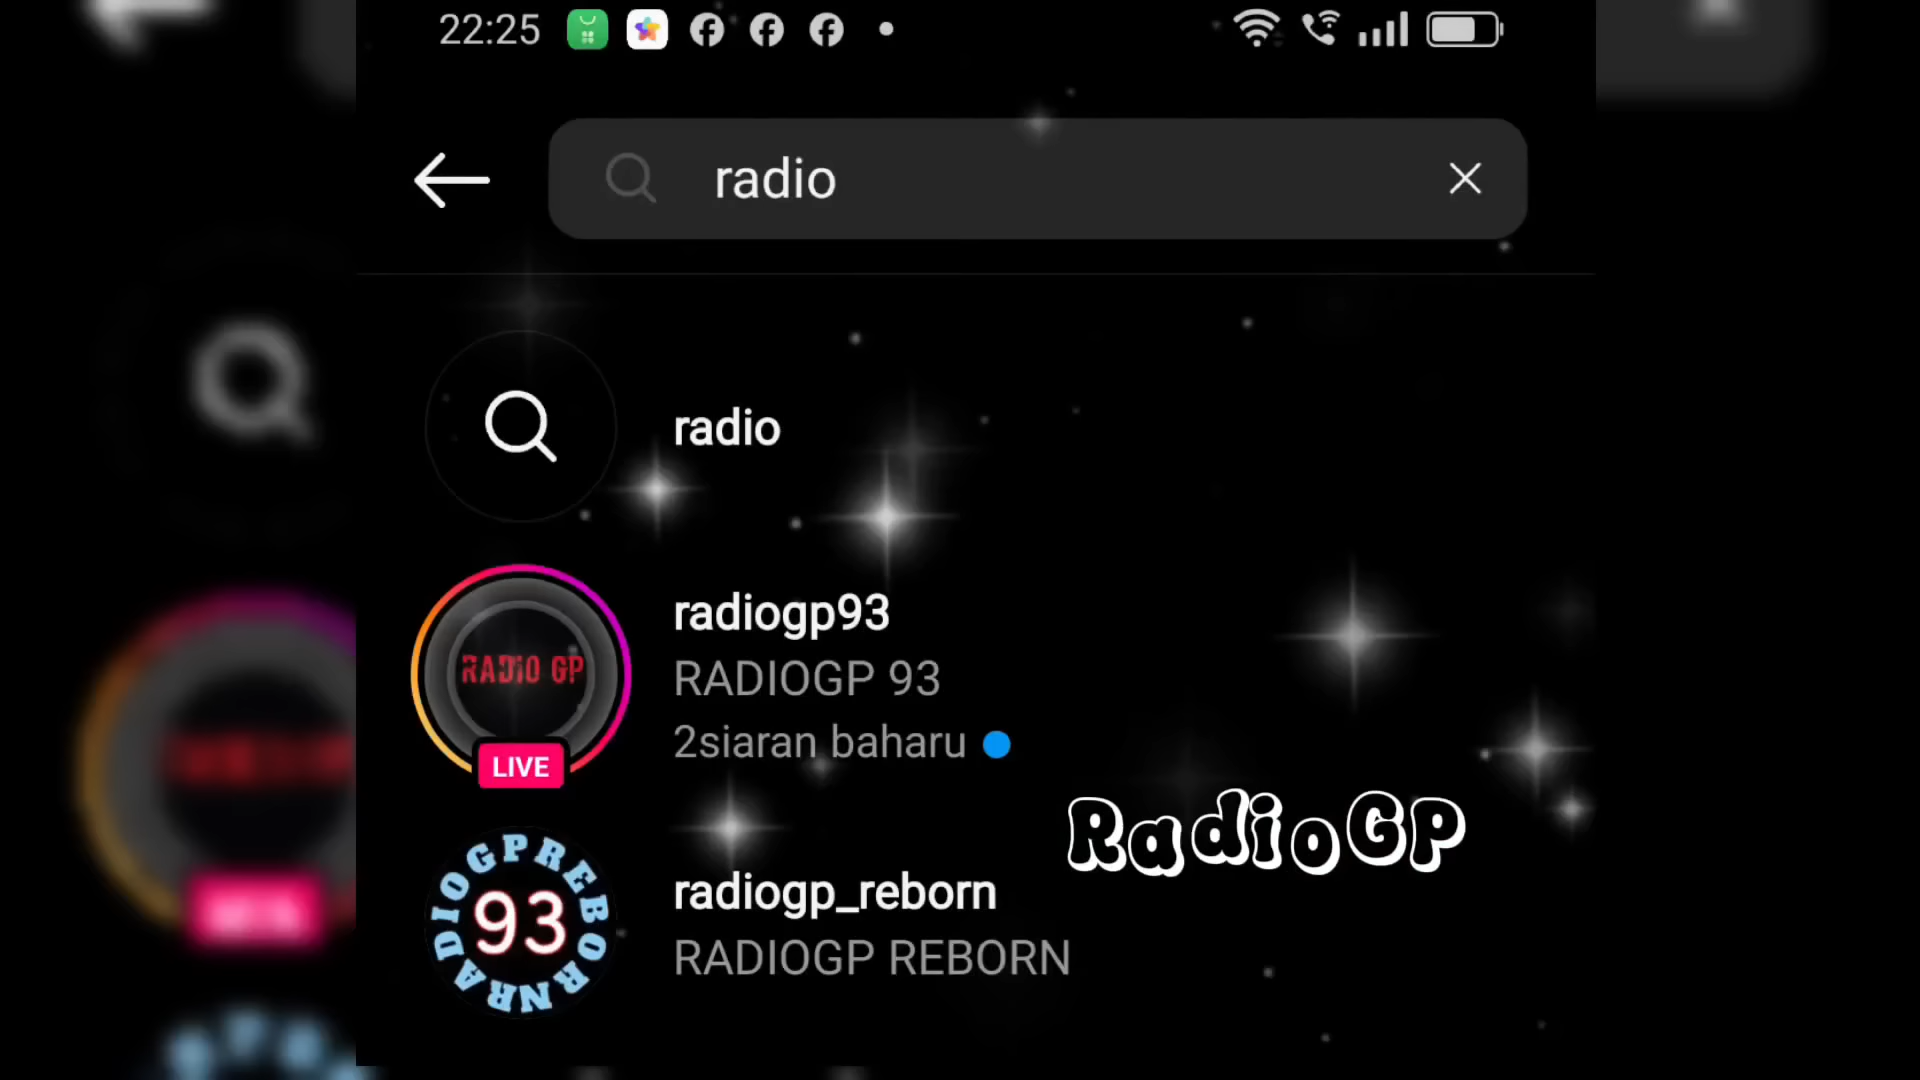 22:25
radio
radio
radiogp93
RADIOGP 93
2siaran baharu
RADIO GP
LIVE
RadioGP
radiogp_reborn
RADIOGP REBORN
RADIOGPREBORN
93